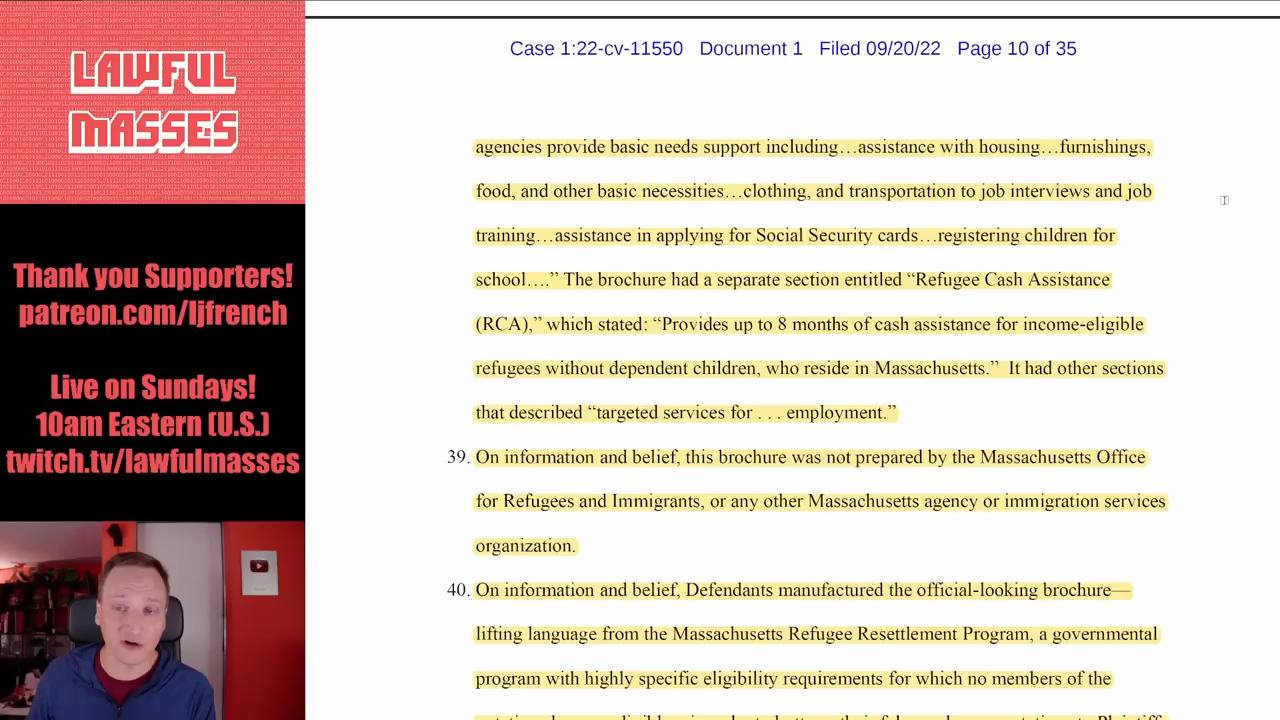 LAWFUL
MASSES
Thank you Supporters!
patreon.com/ljfrench
Live on Sundays!
10am Eastern (U.S.)
twitch.tv/lawfulmasses
Case 1:22-cv-11550 Document 1 Filed 09/20/22 Page 10 of 35
agencies provide basic needs support including…assistance with housing…furnishings,
food, and other basic necessities…clothing, and transportation to job interviews and job
training…assistance in applying for Social Security cards…registering children for
school….” The brochure had a separate section entitled “Refugee Cash Assistance
(RCA),” which stated: “Provides up to 8 months of cash assistance for income-eligible
refugees without dependent children, who reside in Massachusetts.” It had other sections
that described “targeted services for . . . employment.”
39. On information and belief, this brochure was not prepared by the Massachusetts Office
for Refugees and Immigrants, or any other Massachusetts agency or immigration services
organization.
40. On information and belief, Defendants manufactured the official-looking brochure—
lifting language from the Massachusetts Refugee Resettlement Program, a governmental
program with highly specific eligibility requirements for which no members of the